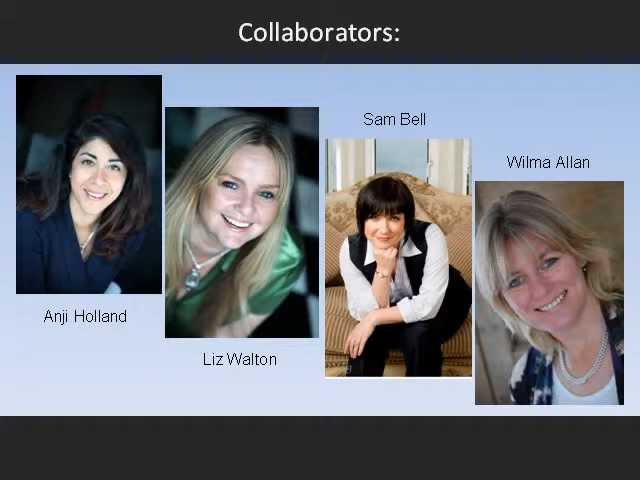 Collaborators:
Sam Bell
Wilma Allan
Anji Holland
Liz Walton